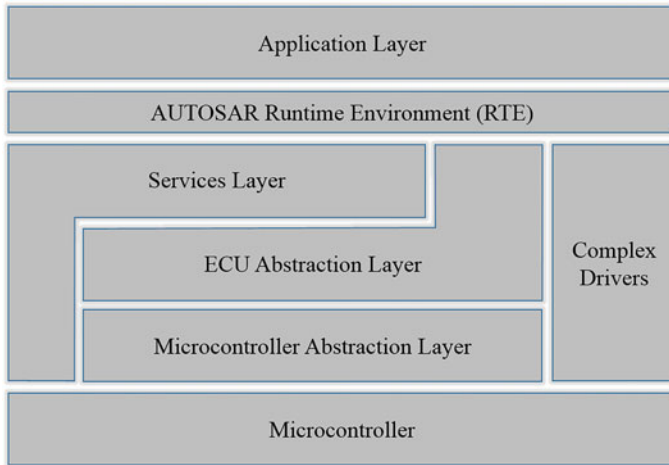 Application Layer
AUTOSAR Runtime Environment (RTE)
Services Layer
ECU Abstraction Layer
Complex
Drivers
Microcontroller Abstraction Layer
Microcontroller